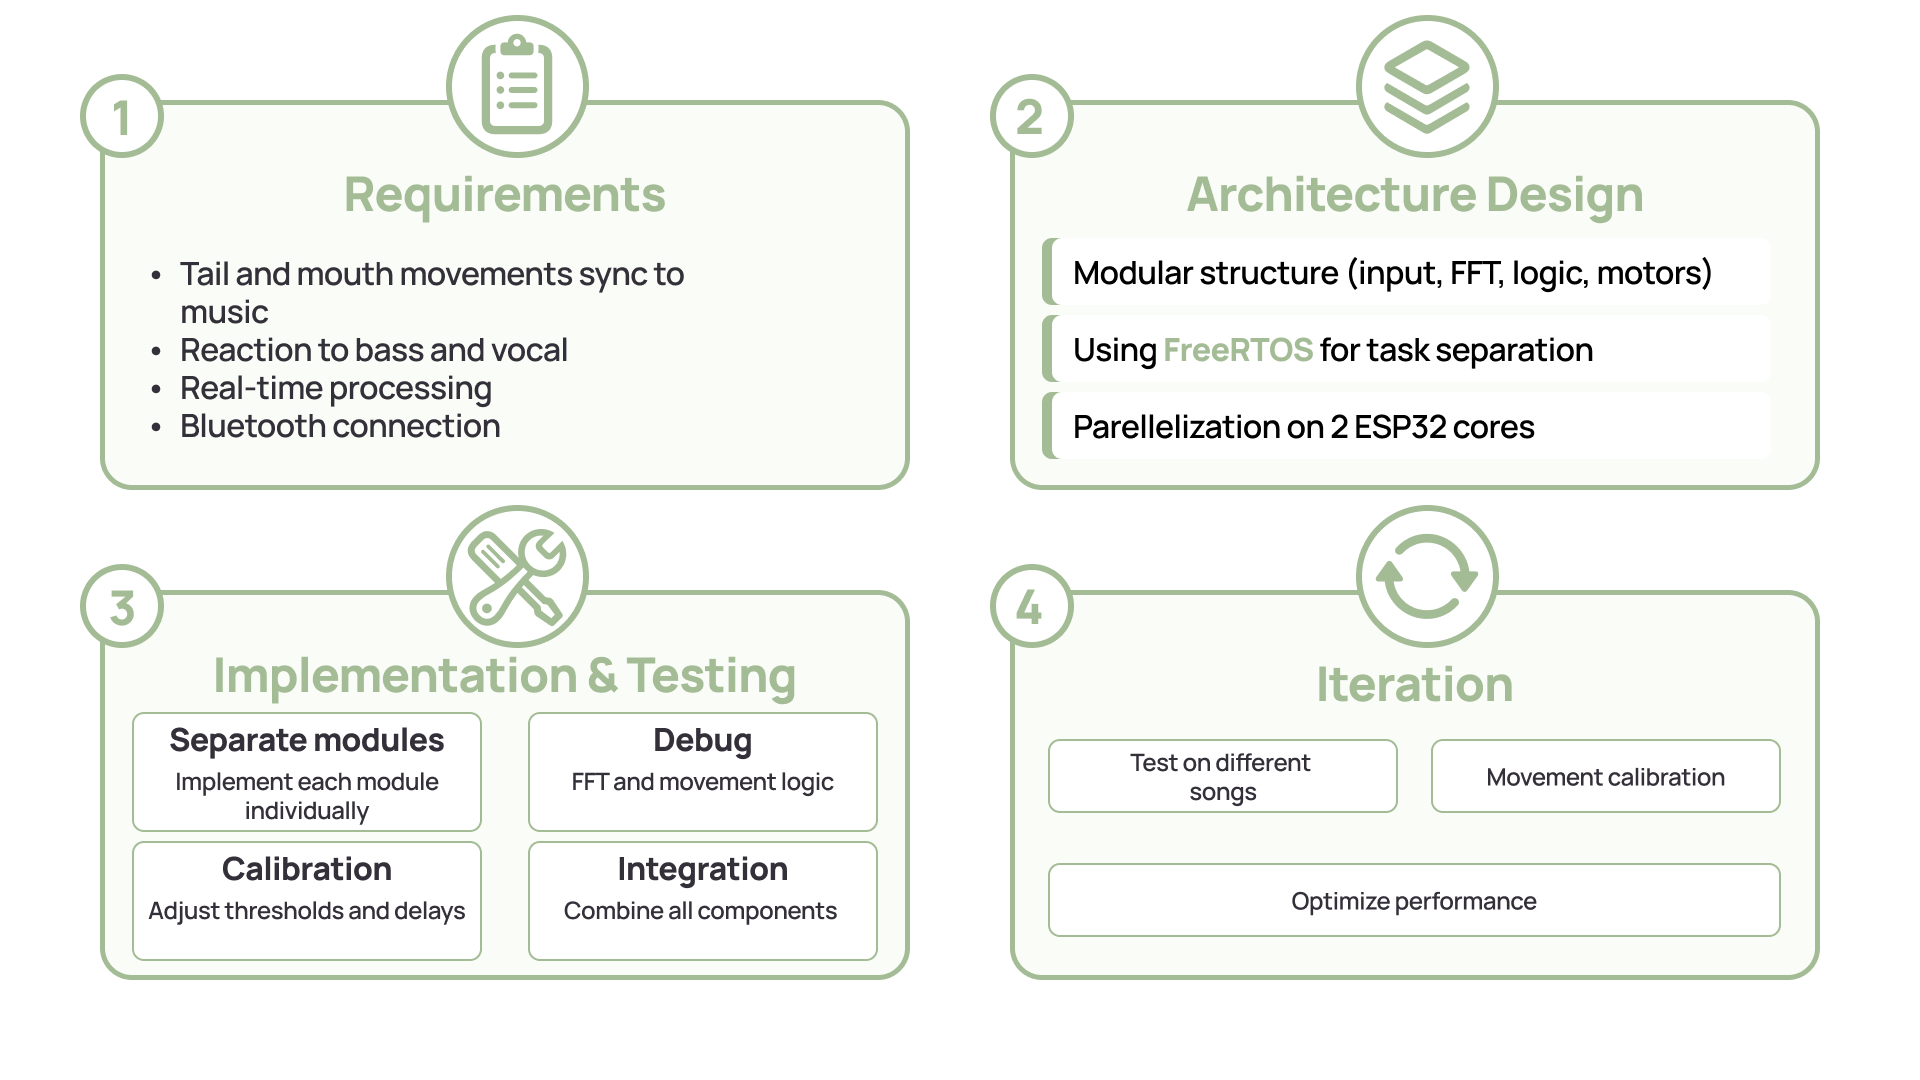 1
Requirements
• Tail and mouth movements sync to
music
• Reaction to bass and vocal
• Real-time processing
• Bluetooth connection
2
Architecture Design
Modular structure (input, FFT, logic, motors)
Using FreeRTOS for task separation
Parellelization on 2 ESP32 cores
3
Implementation & Testing
Separate modules
Implement each module
individually
Debug
FFT and movement logic
Calibration
Adjust thresholds and delays
Integration
Combine all components
4
Iteration
Test on different
songs
Movement calibration
Optimize performance